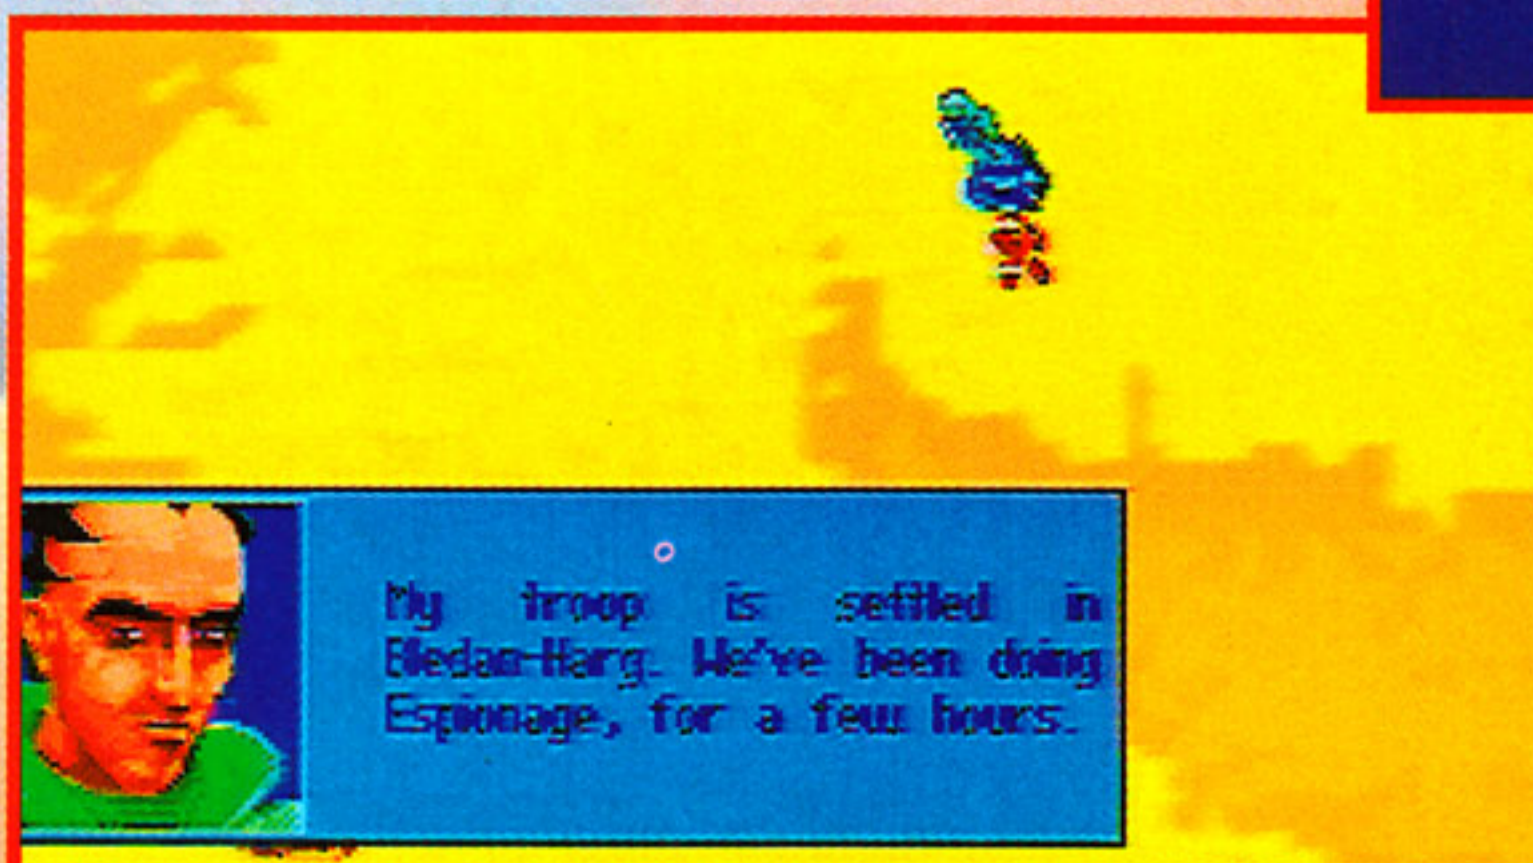 My troop is settled in
Bledan-Harg. We've been doing
Espionage, for a few hours.